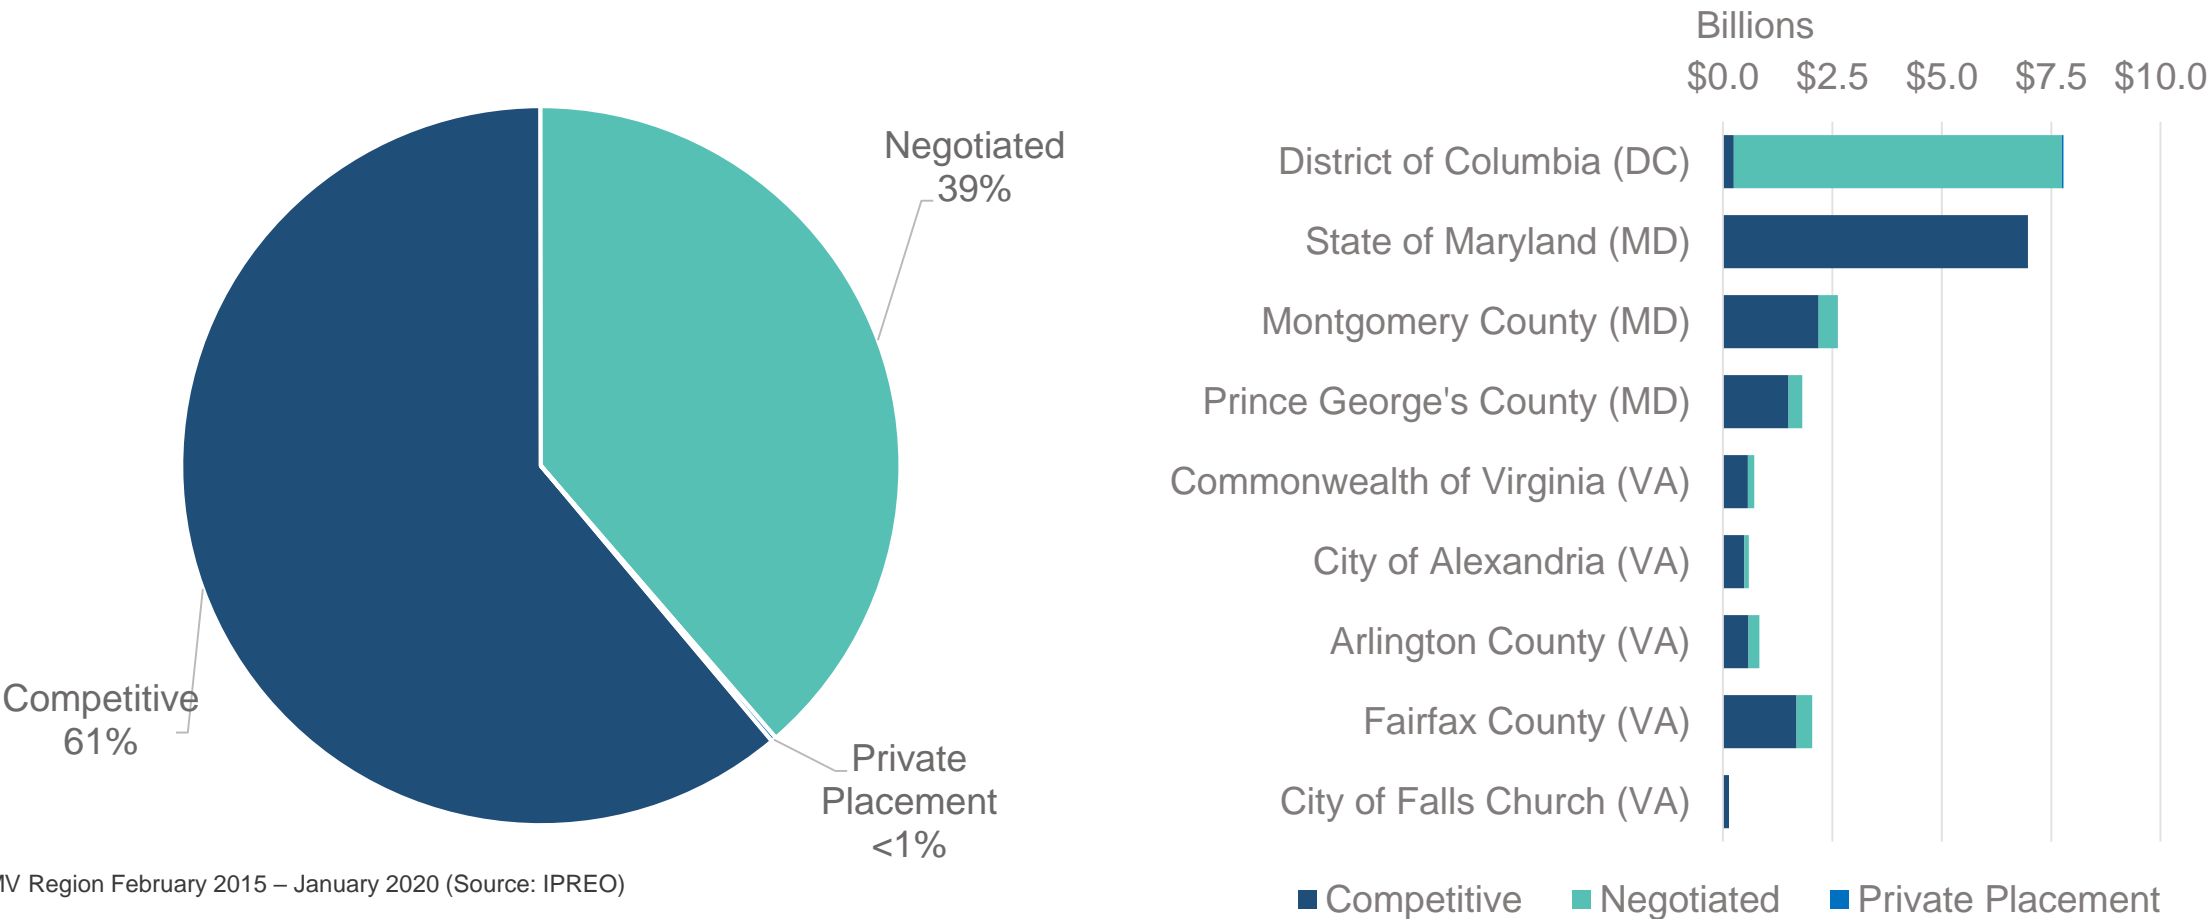 Negotiated
39%
Competitive
61%
Private
Placement
<1%
Billions
$0.0 $2.5 $5.0 $7.5 $10.0
District of Columbia (DC)
State of Maryland (MD)
Montgomery County (MD)
Prince George's County (MD)
Commonwealth of Virginia (VA)
City of Alexandria (VA)
Arlington County (VA)
Fairfax County (VA)
City of Falls Church (VA)
Competitive Negotiated Private Placement
Region February 2015 – January 2020 (Source: IPREO)